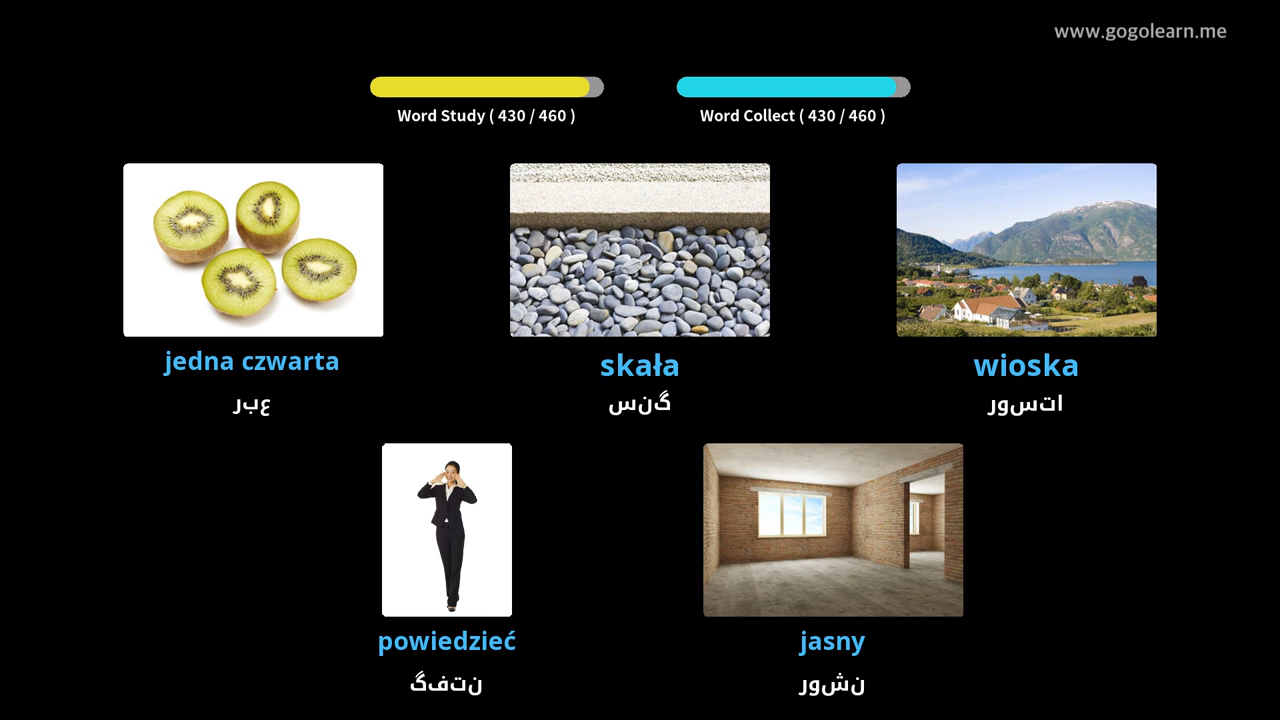 www.gogolearn.me
Word Study ( 430 / 460 )
Word Collect ( 430 / 460 )
jedna czwarta
ربع
skała
سنگ
wioska
روستا
powiedzieć
گفتن
jasny
روشن